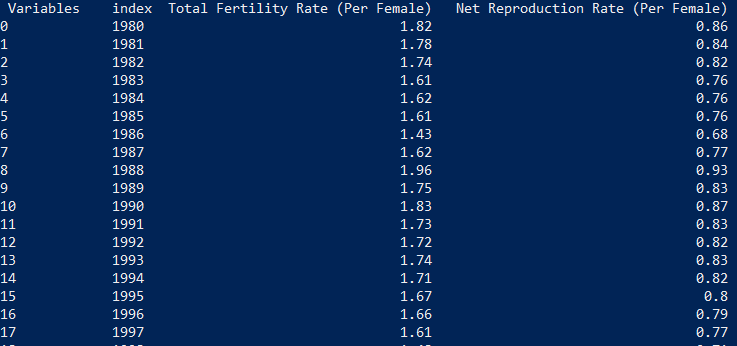 Variables index Total Fertility Rate (Per Female) Net Reproduction Rate (Per Female)
0 1980 1.82 0.86
1 1981 1.78 0.84
2 1982 1.74 0.82
3 1983 1.61 0.76
4 1984 1.62 0.76
5 1985 1.61 0.76
6 1986 1.43 0.68
7 1987 1.62 0.77
8 1988 1.96 0.93
9 1989 1.75 0.83
10 1990 1.83 0.87
11 1991 1.73 0.83
12 1992 1.72 0.82
13 1993 1.74 0.83
14 1994 1.71 0.82
15 1995 1.67 0.8
16 1996 1.66 0.79
17 1997 1.61 0.77